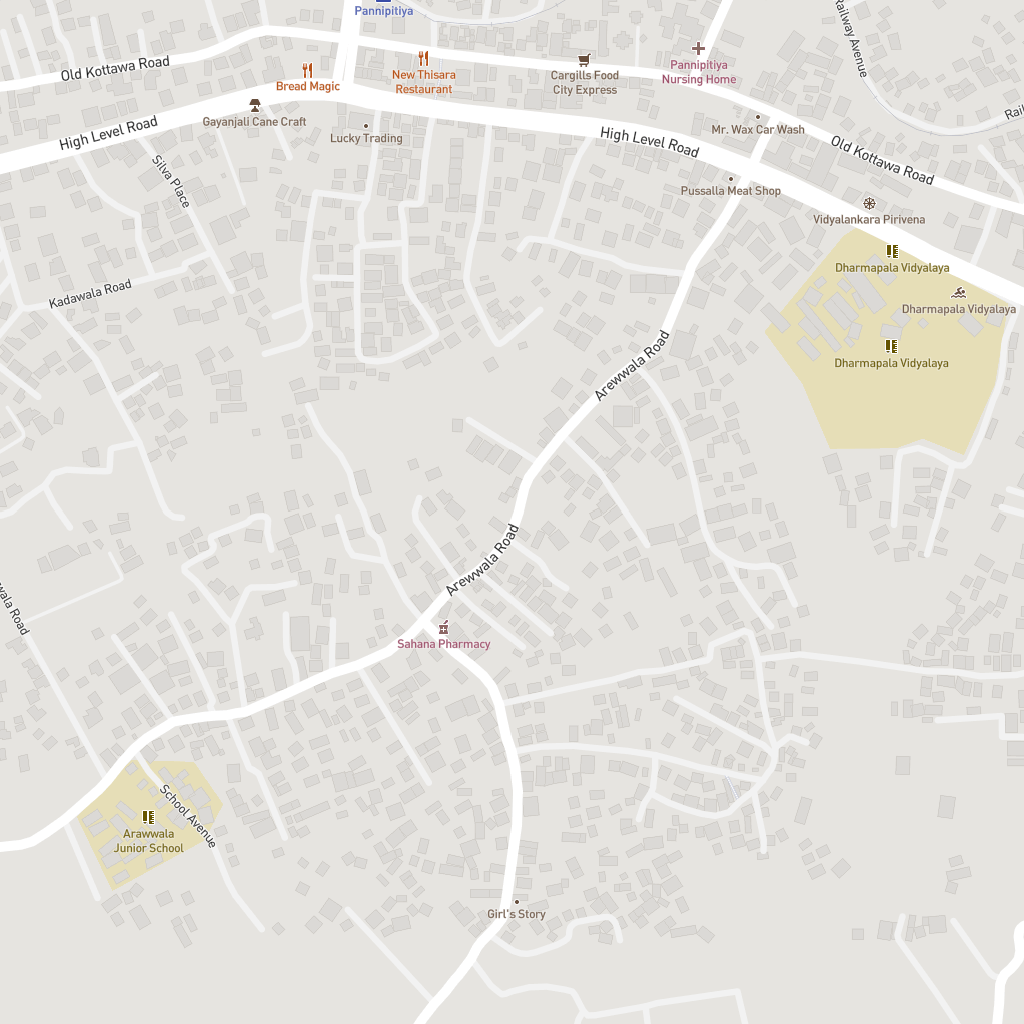 Pannipitiya
Railway Avenue
Old Kottawa Road
New Thisara
Restaurant
Cargills Food
City Express
Pannipitiya
Nursing Home
Bread Magic
Gayanjali Cane Craft
High Level Road
Lucky Trading
High Level Road
Mr. Wax Car Wash
Old Kottawa Road
Silva Place
Pussalla Meat Shop
Vidyalankara Pirivena
Dharmapala Vidyalaya
Kadawala Road
Dharmapala Vidyalaya
Arewwala Road
Dharmapala Vidyalaya
Arewwala Road
Road
Sahana Pharmacy
School Avenue
Arawwala
Junior School
Girl's Story